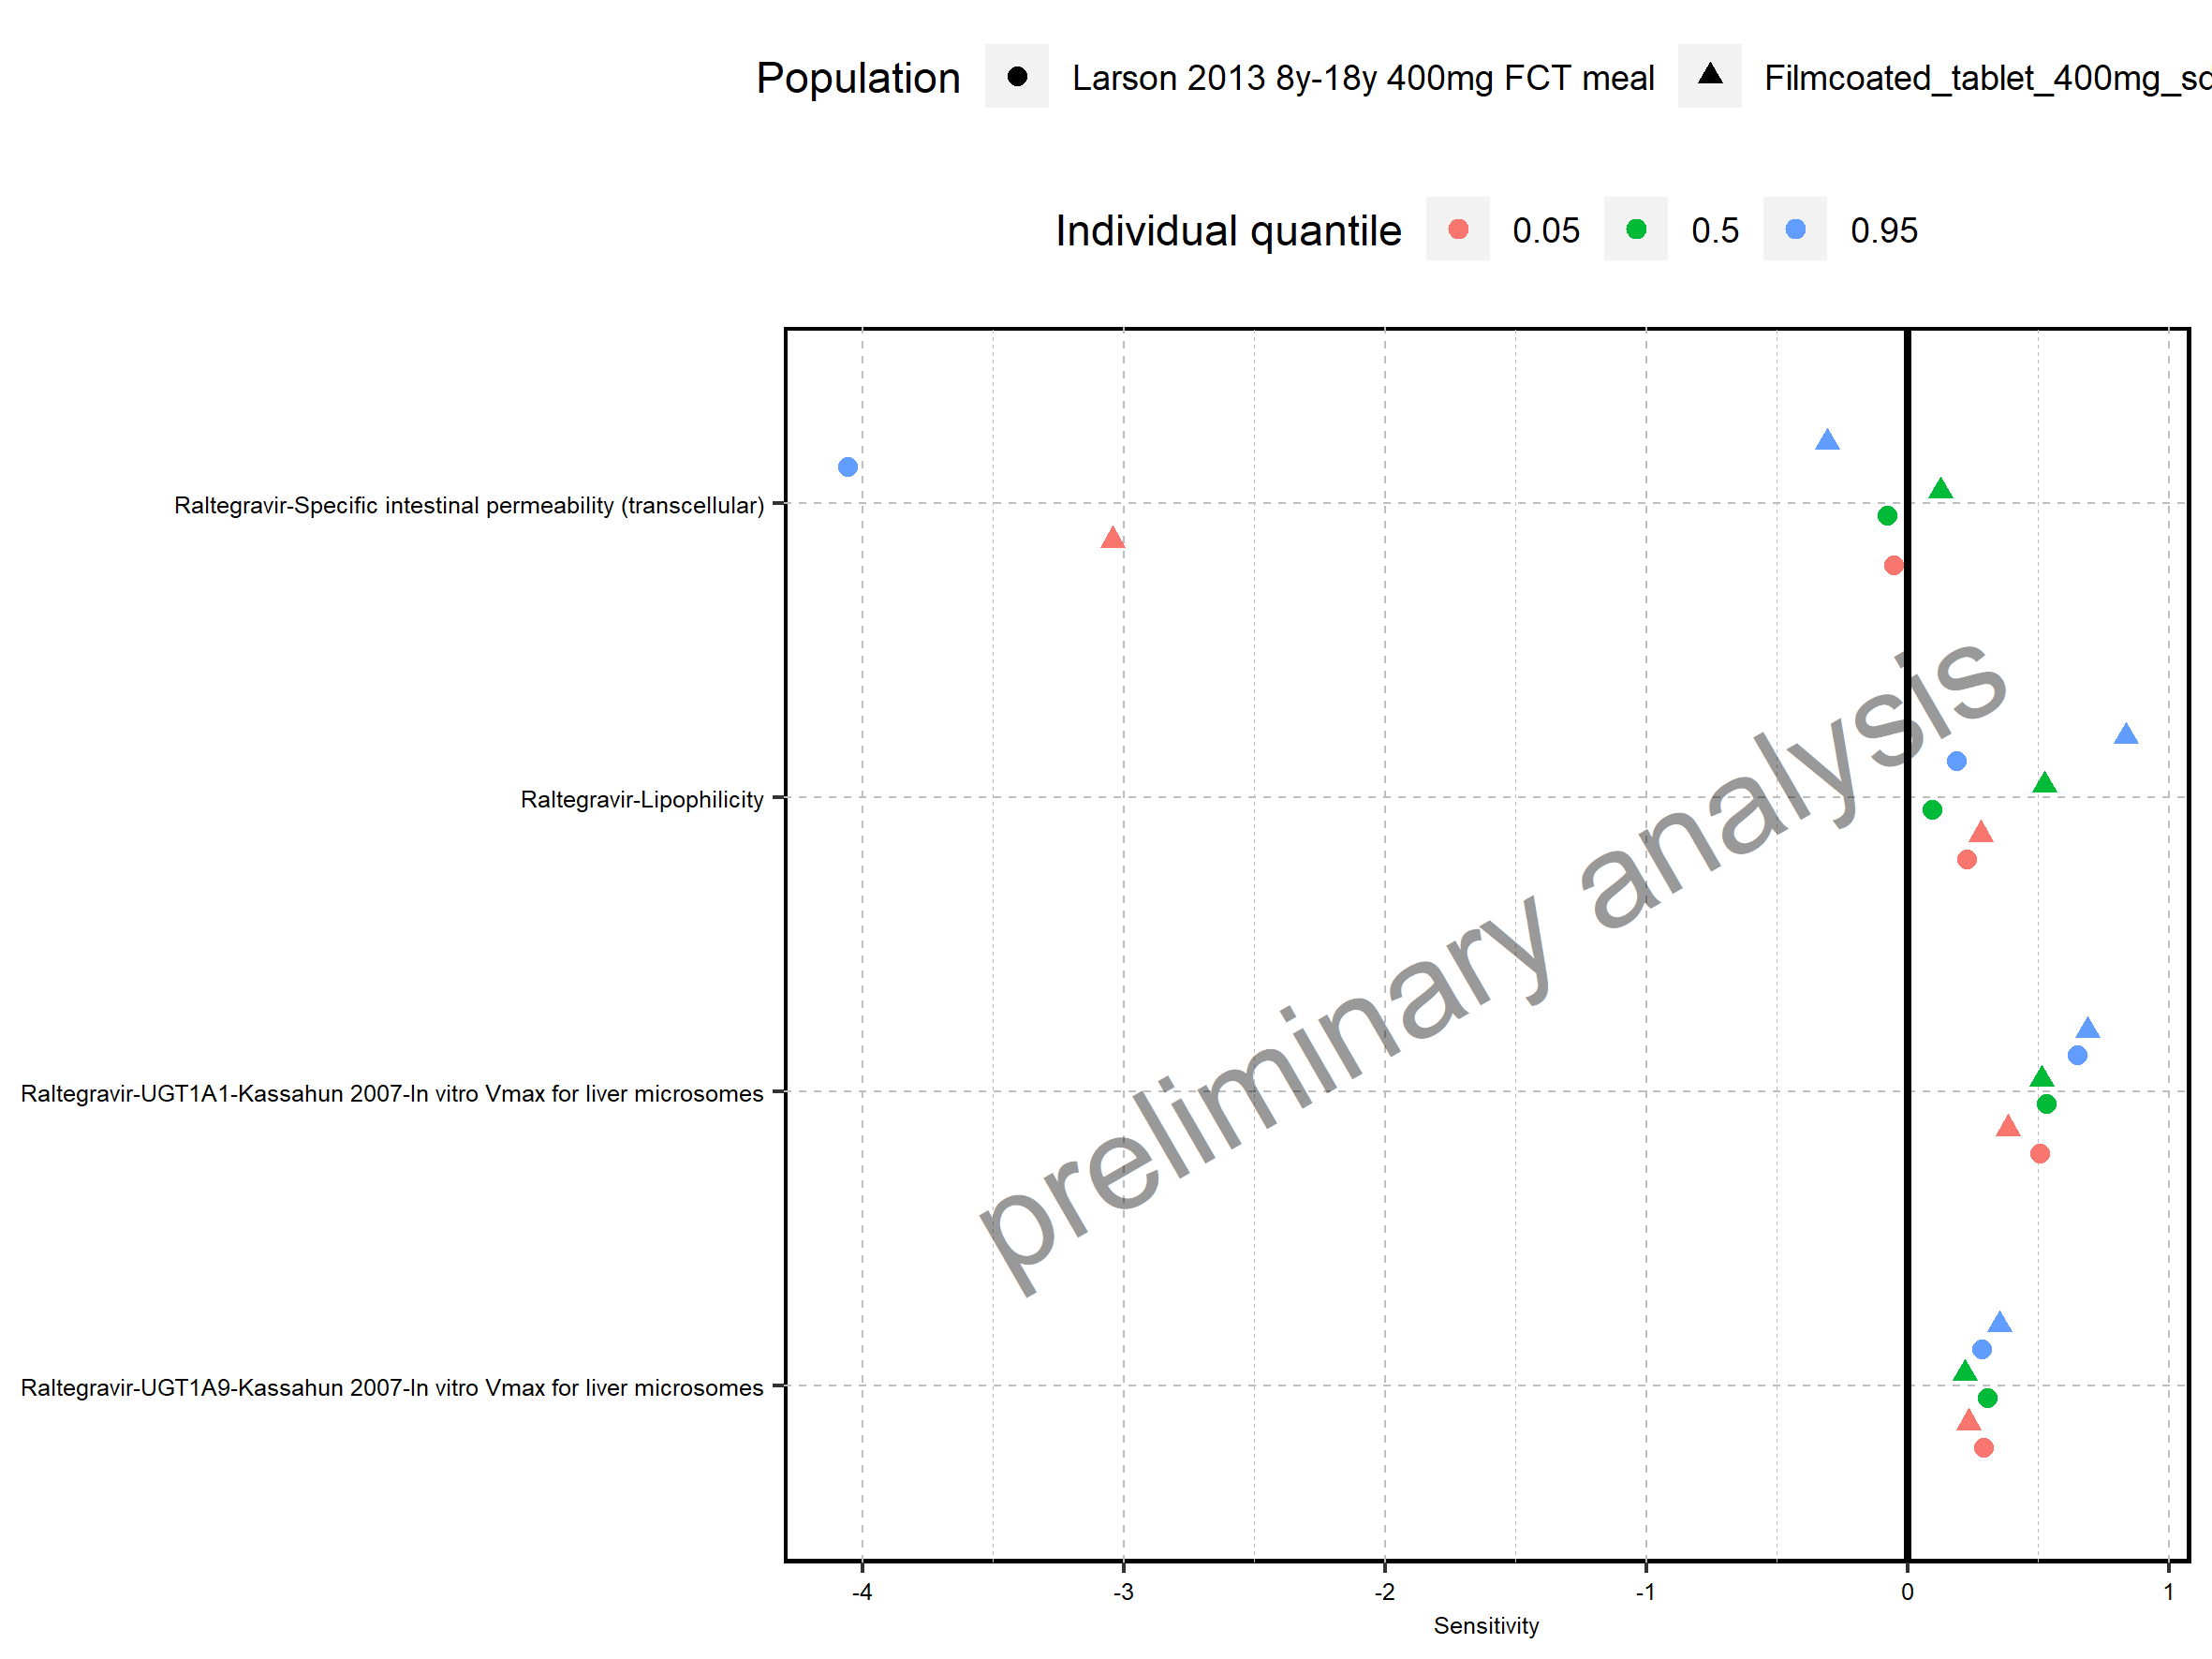 Population Larson 2013 8y-18y 400mg FCT meal Filmcoated_tablet_400mg_sd
Individual quantile 0.05 0.5 0.95
Raltegravir-Specific intestinal permeability (transcellular)
Raltegravir-Lipophilicity
preliminary analysis
Raltegravir-UGT1A1-Kassahun 2007-In vitro Vmax for liver microsomes
Raltegravir-UGT1A9-Kassahun 2007-In vitro Vmax for liver microsomes
-4 -3 -2 -1 0 1
Sensitivity